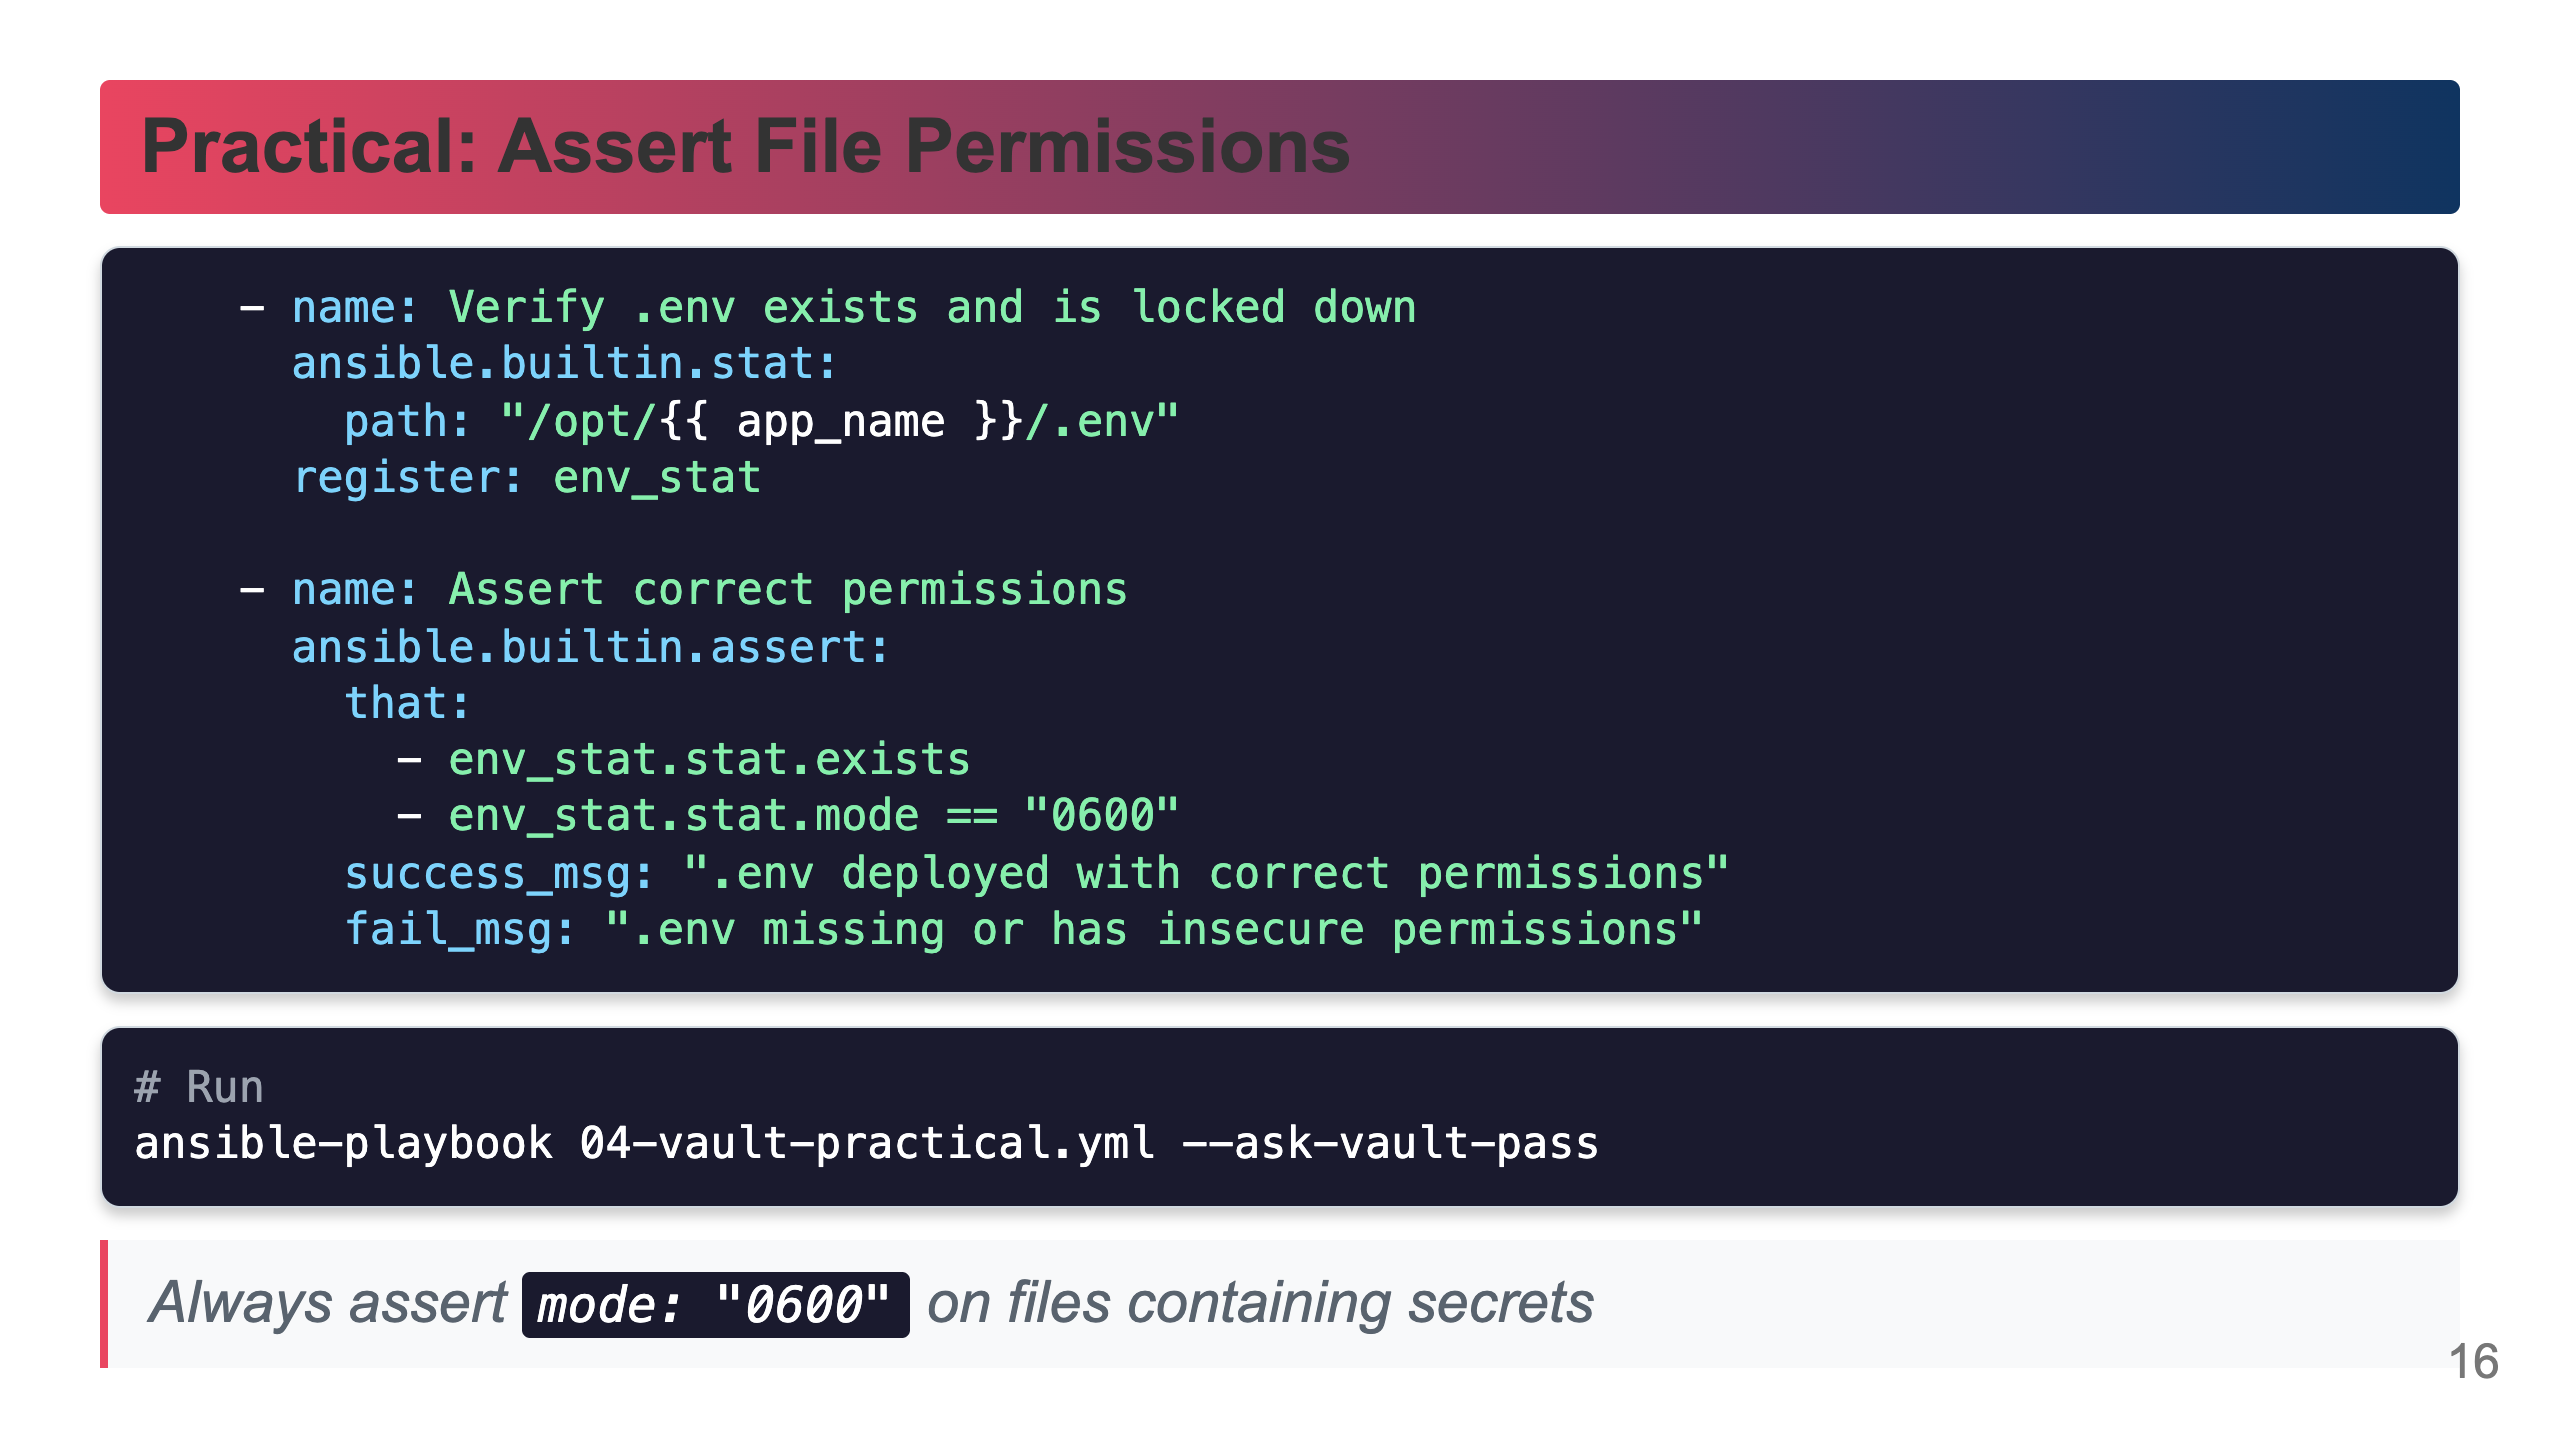 Practical: Assert File Permissions
    - name: Verify .env exists and is locked down
      ansible.builtin.stat:
        path: "/opt/{{ app_name }}/.env"
      register: env_stat

    - name: Assert correct permissions
      ansible.builtin.assert:
        that:
          - env_stat.stat.exists
          - env_stat.stat.mode == "0600"
        success_msg: ".env deployed with correct permissions"
        fail_msg: ".env missing or has insecure permissions"
# Run
ansible-playbook 04-vault-practical.yml --ask-vault-pass
Always assert mode: "0600" on files containing secrets
16